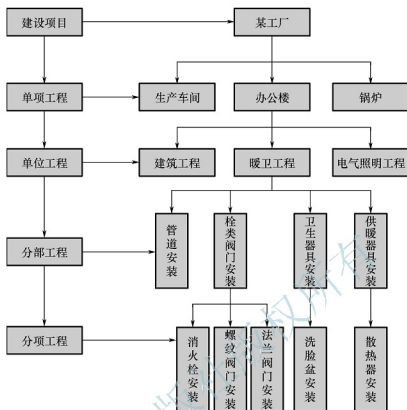 建设项目
某工厂
单项工程
生产车间
办公楼
锅炉
单位工程
建筑工程
暖卫工程
电气照明工程
分部工程
管道安装
栓类阀门安装
卫生器具安装
供暖器具安装
分项工程
消火栓安装
螺纹阀门安装
法兰阀门安装
洗脸盆安装
散热器安装
版权所有